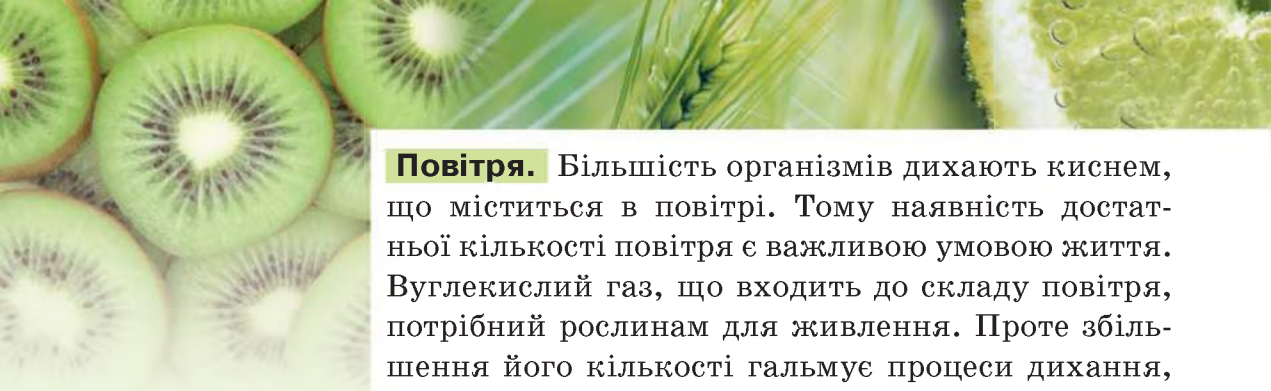 Повітря. Більшість організмів дихають киснем,
що міститься в повітрі. Тому наявність достат-
ньої кількості повітря є важливою умовою життя.
Вуглекислий газ, що входить до складу повітря,
потрібний рослинам для живлення. Проте збіль-
шення його кількості гальмує процеси дихання,